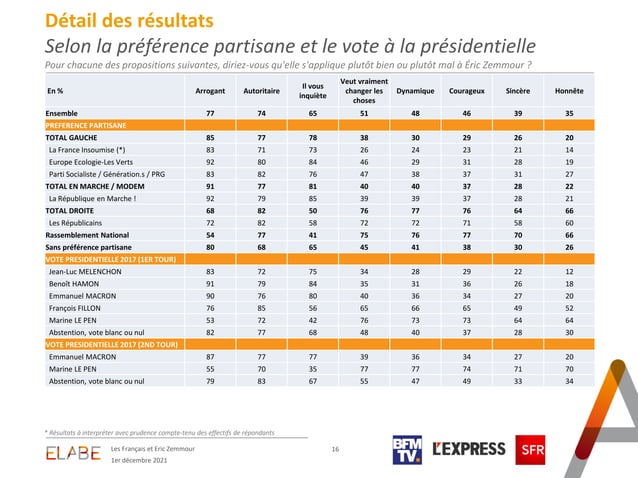 Détail des résultats
Selon la préférence partisane et le vote à la présidentielle
Pour chacune des propositions suivantes, diriez-vous qu'elle s'applique plutôt bien ou plutôt mal à Éric Zemmour ?
En % Arrogant Autoritaire Il vous inquiète Veut vraiment changer les choses Dynamique Courageux Sincère Honnête
Ensemble 77 74 65 51 48 46 39 35
PREFERENCE PARTISANE
TOTAL GAUCHE 85 77 78 38 30 29 26 20
La France Insoumise (*) 83 71 73 26 24 23 21 14
Europe Ecologie-Les Verts 92 80 84 46 29 31 28 19
Parti Socialiste / Génération.s / PRG 83 82 76 47 38 37 31 27
TOTAL EN MARCHE / MODEM 91 77 81 40 40 37 28 22
La République en Marche ! 92 79 85 39 39 37 28 21
TOTAL DROITE 68 82 50 76 77 76 64 66
Les Républicains 72 82 58 72 72 71 58 60
Rassemblement National 54 77 41 75 76 77 70 66
Sans préférence partisane 80 68 65 45 41 38 30 26
VOTE PRESIDENTIELLE 2017 (1ER TOUR)
Jean-Luc MELENCHON 83 72 75 34 28 29 22 12
Benoît HAMON 91 79 84 35 31 36 26 18
Emmanuel MACRON 90 76 80 40 36 34 27 20
François FILLON 76 85 56 65 66 65 49 52
Marine LE PEN 53 72 42 76 73 73 64 64
Abstention, vote blanc ou nul 82 77 68 48 40 37 28 30
VOTE PRESIDENTIELLE 2017 (2ND TOUR)
Emmanuel MACRON 87 77 77 39 36 34 27 20
Marine LE PEN 55 70 35 77 77 74 71 70
Abstention, vote blanc ou nul 79 83 67 55 47 49 33 34
* Résultats à interpréter avec prudence compte-tenu des effectifs de répondants
ELABE
Les Français et Eric Zemmour
1er décembre 2021
16
BFM TV.
L'EXPRESS
SFR